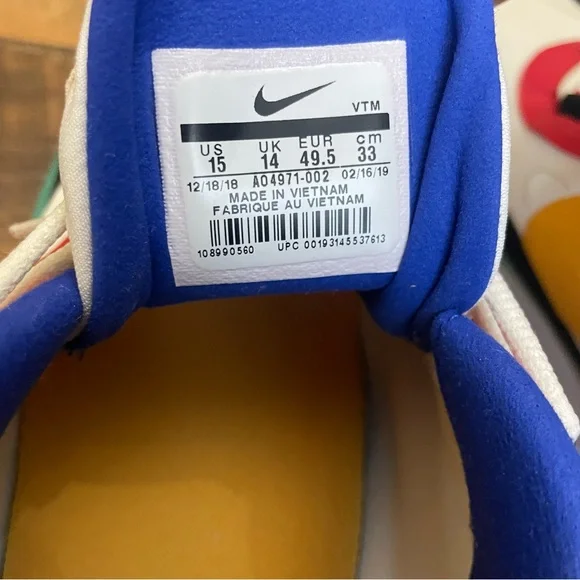 VTM
US UK EUR cm
15 14 49.5 33
12/18/18 AO4971-002 02/16/19
MADE IN VIETNAM
FABRIQUE AU VIETNAM
108990560 UPC 00193145537613